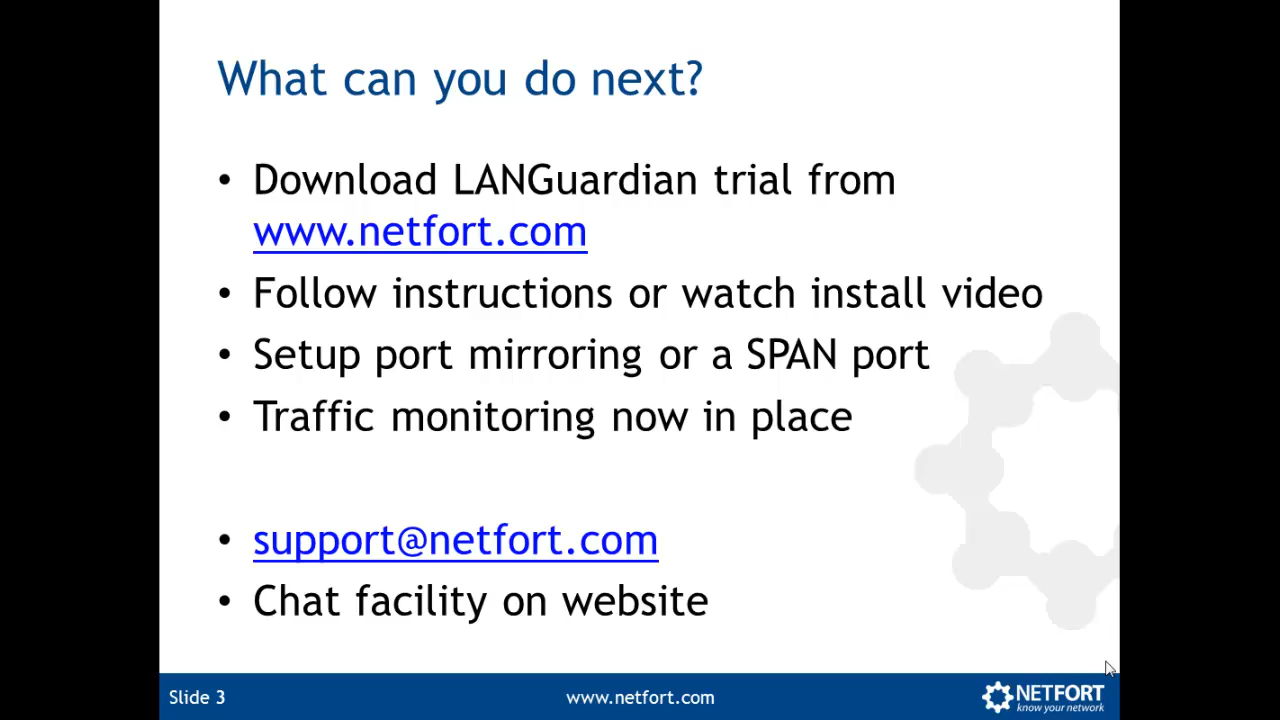 What can you do next?
• Download LANGuardian trial from
www.netfort.com
• Follow instructions or watch install video
• Setup port mirroring or a SPAN port
• Traffic monitoring now in place
• support@netfort.com
• Chat facility on website
Slide 3
www.netfort.com
NETFORT
know your network